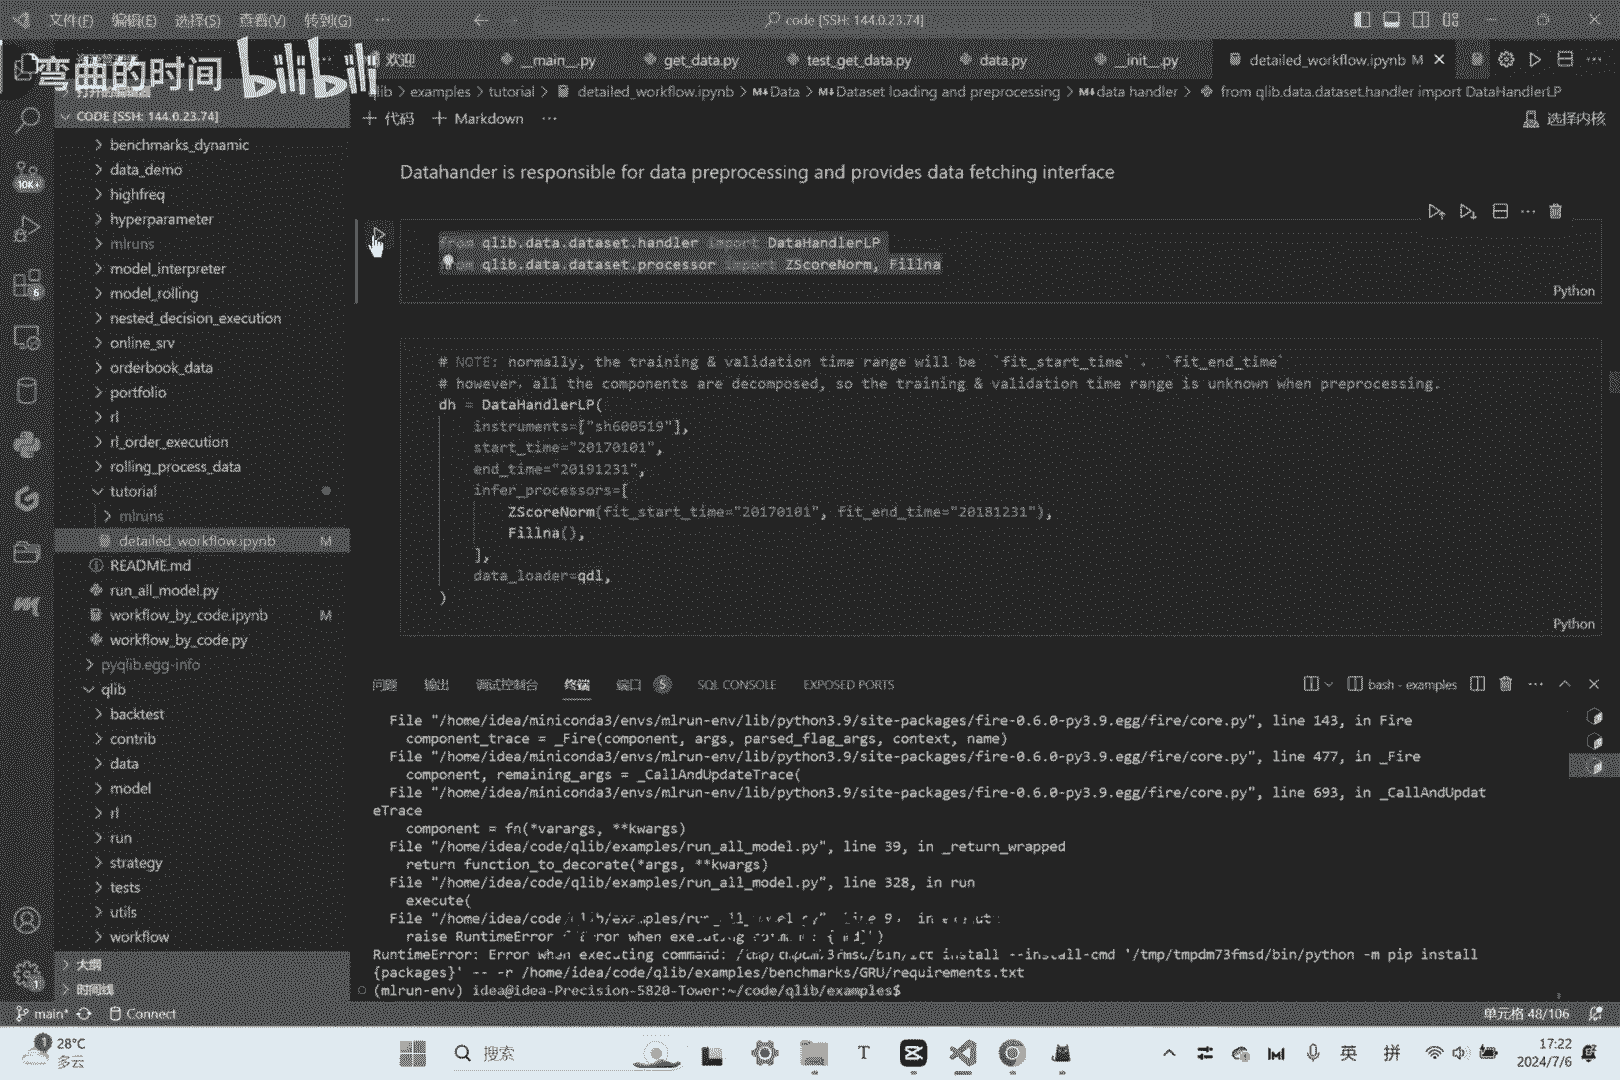 文件(F) 编辑(E) 选择(S) 查看(V) 转到(G) ··· code [SSH: 144.0.23.74]
弯曲的时间 bilibili
欢迎 __main__.py get_data.py test_get_data.py data.py __init__.py detailed_workflow.ipynb M
qlib > examples > tutorial > detailed_workflow.ipynb > M↓Data > M↓Dataset loading and preprocessing > M↓data handler > from qlib.data.dataset.handler import DataHandlerLP
+ 代码 + Markdown ··· 选择内核
CODE [SSH: 144.0.23.74]
benchmarks_dynamic
data_demo
highfreq
hyperparameter
mlruns
model_interpreter
model_rolling
nested_decision_execution
online_srv
orderbook_data
portfolio
rl
rl_order_execution
rolling_process_data
tutorial
mlruns
detailed_workflow.ipynb M
README.md
run_all_model.py
workflow_by_code.ipynb M
workflow_by_code.py
pyqlib.egg-info
qlib
backtest
contrib
data
model
rl
run
strategy
tests
utils
workflow
大纲
时间线
10K+
6
1
Datahander is responsible for data preprocessing and provides data fetching interface
from qlib.data.dataset.handler import DataHandlerLP
from qlib.data.dataset.processor import ZScoreNorm, Fillna
Python
# NOTE: normally, the training & validation time range will be `fit_start_time` , `fit_end_time`
# however, all the components are decomposed, so the training & validation time range is unknown when preprocessing.
dh = DataHandlerLP(
instruments=["sh600519"],
start_time="20170101",
end_time="20191231",
infer_processors=[
ZScoreNorm(fit_start_time="20170101", fit_end_time="20181231"),
Fillna(),
],
data_loader=qdl,
)
Python
问题 输出 调试控制台 终端 端口 5 SQL CONSOLE EXPOSED PORTS bash - examples
File "/home/idea/miniconda3/envs/mlrun-env/lib/python3.9/site-packages/fire-0.6.0-py3.9.egg/fire/core.py", line 143, in Fire
component_trace = _Fire(component, args, parsed_flag_args, context, name)
File "/home/idea/miniconda3/envs/mlrun-env/lib/python3.9/site-packages/fire-0.6.0-py3.9.egg/fire/core.py", line 477, in _Fire
component, remaining_args = _CallAndUpdateTrace(
File "/home/idea/miniconda3/envs/mlrun-env/lib/python3.9/site-packages/fire-0.6.0-py3.9.egg/fire/core.py", line 693, in _CallAndUpdat
eTrace
component = fn(*varargs, **kwargs)
File "/home/idea/code/qlib/examples/run_all_model.py", line 39, in _return_wrapped
return function_to_decorate(*args, **kwargs)
File "/home/idea/code/qlib/examples/run_all_model.py", line 328, in run
execute(
File "/home/idea/code/qlib/examples/run_all_model.py", line in
raise RuntimeError
RuntimeError: Error when executing command: install --install-cmd '/tmp/tmpdm73fmsd/bin/python -m pip install
{packages}' -- -r /home/idea/code/qlib/examples/benchmarks/GRU/requirements.txt
(mlrun-env) idea@idea-Precision-5820-Tower:~/code/qlib/examples$
main* Connect 单元格 48/106
28°C
多云
1
搜索
英 拼
17:22
2024/7/6